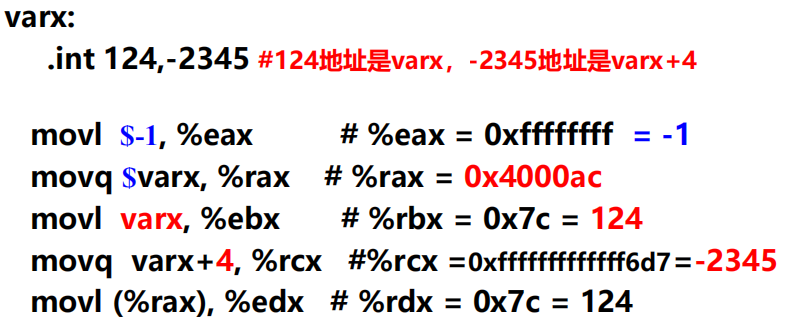 varx:
.int 124,-2345 #124地址是varx，-2345地址是varx+4
movl $-1, %eax # %eax = 0xffffffff = -1
movq $varx, %rax # %rax = 0x4000ac
movl varx, %ebx # %rbx = 0x7c = 124
movq varx+4, %rcx #%rcx =0xfffffffffffff6d7=-2345
movl (%rax), %edx # %rdx = 0x7c = 124